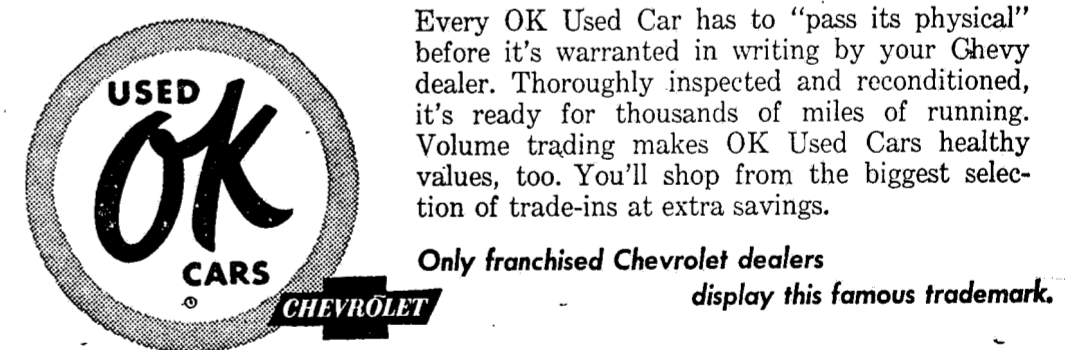 USED
OK
CARS
CHEVROLET
Every OK Used Car has to “pass its physical”
before it's warranted in writing by your Chevy
dealer. Thoroughly inspected and reconditioned,
it's ready for thousands of miles of running.
Volume trading makes OK Used Cars healthy
values, too. You'll shop from the biggest selec-
tion of trade-ins at extra savings.
Only franchised Chevrolet dealers
display this famous trademark.